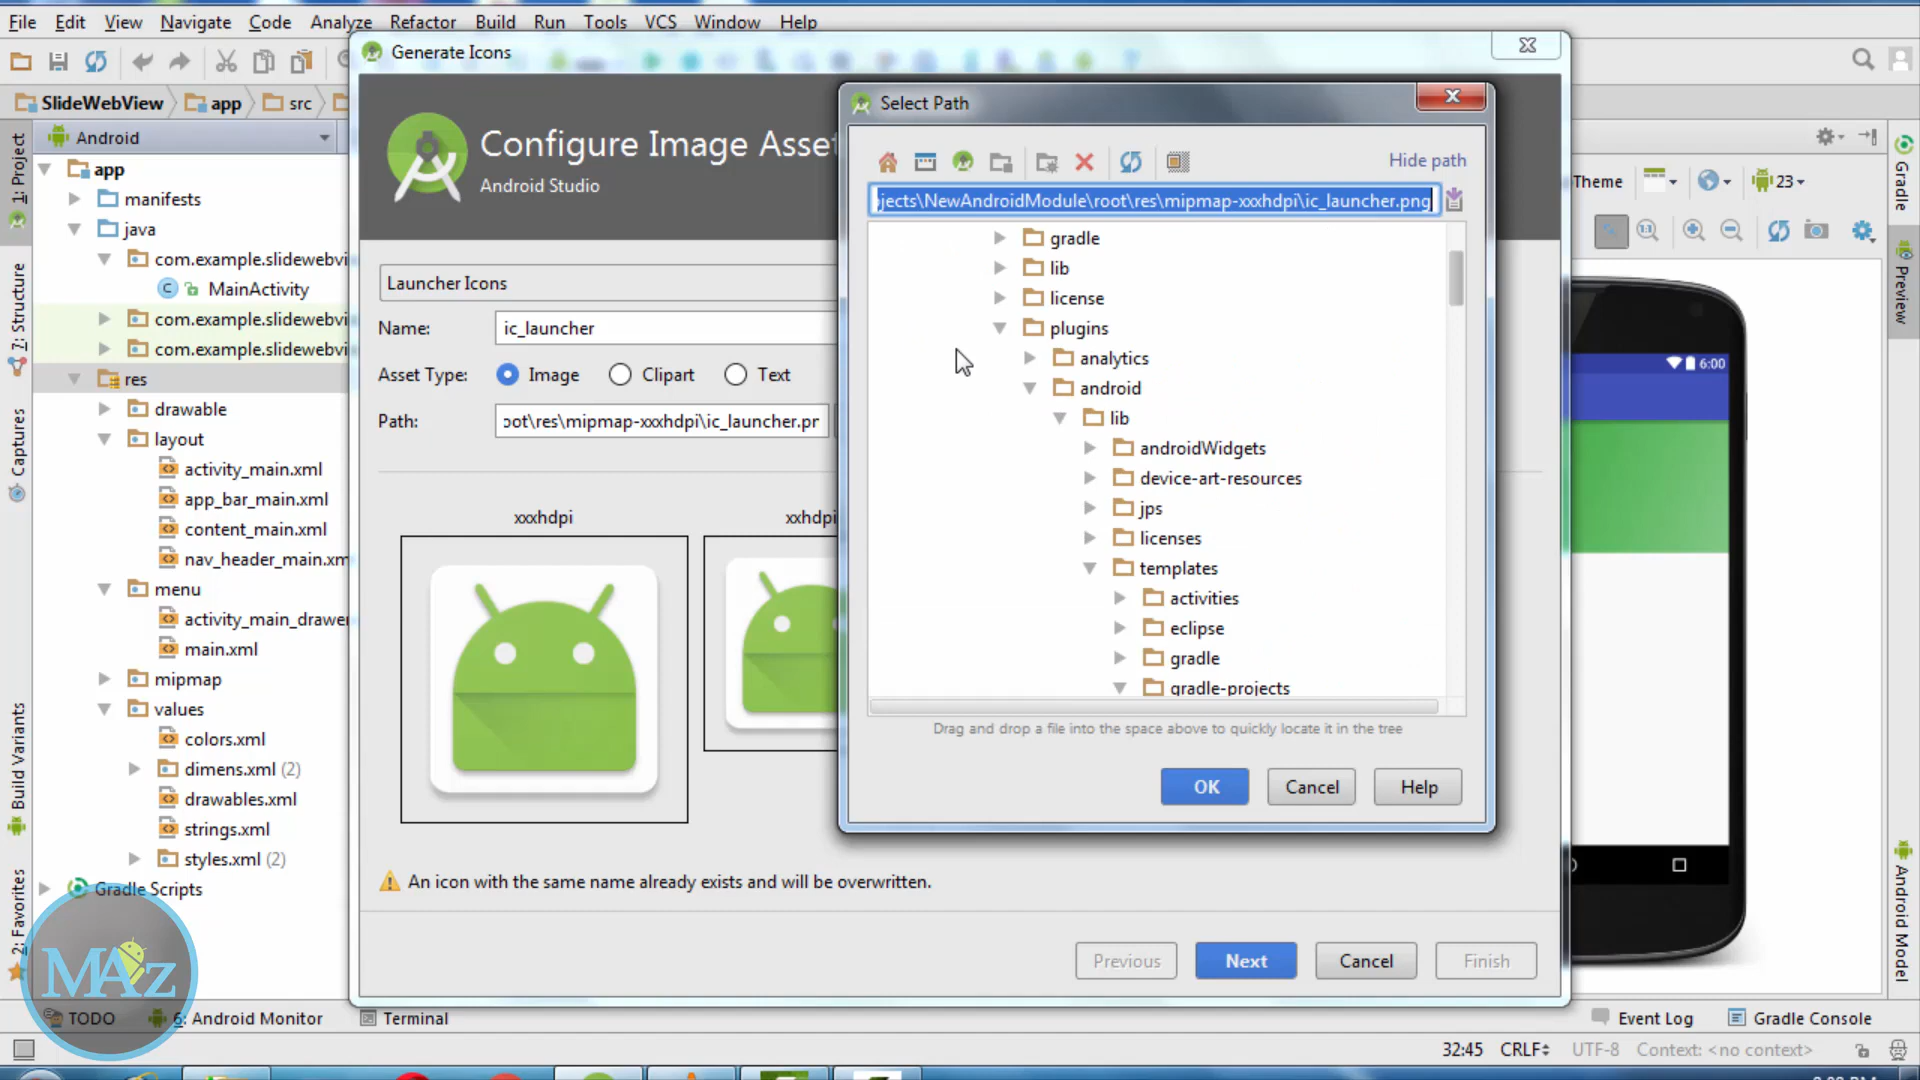 File Edit View Navigate Code Analyze Refactor Build Run Tools VCS Window Help
Generate Icons
SlideWebView app src
Select Path
Configure Image Asset
Android Studio
Android
Hide path
Theme
23
jects\NewAndroidModule\root\res\mipmap-xxxhdpi\ic_launcher.png
1: Project
7: Structure
Captures
Build Variants
2: Favorites
app
manifests
java
com.example.slidewebvi
MainActivity
com.example.slidewebvi
com.example.slidewebvi
res
drawable
layout
activity_main.xml
app_bar_main.xml
content_main.xml
nav_header_main.xm
menu
activity_main_drawer
main.xml
mipmap
values
colors.xml
dimens.xml (2)
drawables.xml
strings.xml
styles.xml (2)
Gradle Scripts
Launcher Icons
Name: ic_launcher
Asset Type: Image Clipart Text
Path: oot\res\mipmap-xxxhdpi\ic_launcher.pr
xxxhdpi
xxhdpi
An icon with the same name already exists and will be overwritten.
Previous Next Cancel Finish
gradle
lib
license
plugins
analytics
android
lib
androidWidgets
device-art-resources
jps
licenses
templates
activities
eclipse
gradle
gradle-projects
Drag and drop a file into the space above to quickly locate it in the tree
OK Cancel Help
6:00
Gradle
Preview
Android Model
MAz
TODO 6: Android Monitor Terminal Event Log Gradle Console
32:45 CRLF UTF-8 Context: <no context>